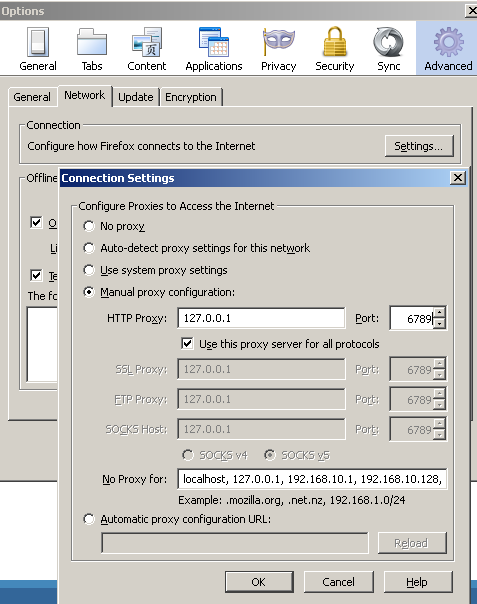 Options
General Tabs Content Applications Privacy Security Sync Advanced
General Network Update Encryption
Connection
Configure how Firefox connects to the Internet Settings...
Offline
Connection Settings
Configure Proxies to Access the Internet
No proxy
Auto-detect proxy settings for this network
Use system proxy settings
Manual proxy configuration:
HTTP Proxy: 127.0.0.1 Port: 6789
Use this proxy server for all protocols
SSL Proxy: 127.0.0.1 Port: 6789
FTP Proxy: 127.0.0.1 Port: 6789
SOCKS Host: 127.0.0.1 Port: 6789
SOCKS v4 SOCKS v5
No Proxy for: localhost, 127.0.0.1, 192.168.10.1, 192.168.10.128,
Example: .mozilla.org, .net.nz, 192.168.1.0/24
Automatic proxy configuration URL:
Reload
OK Cancel Help